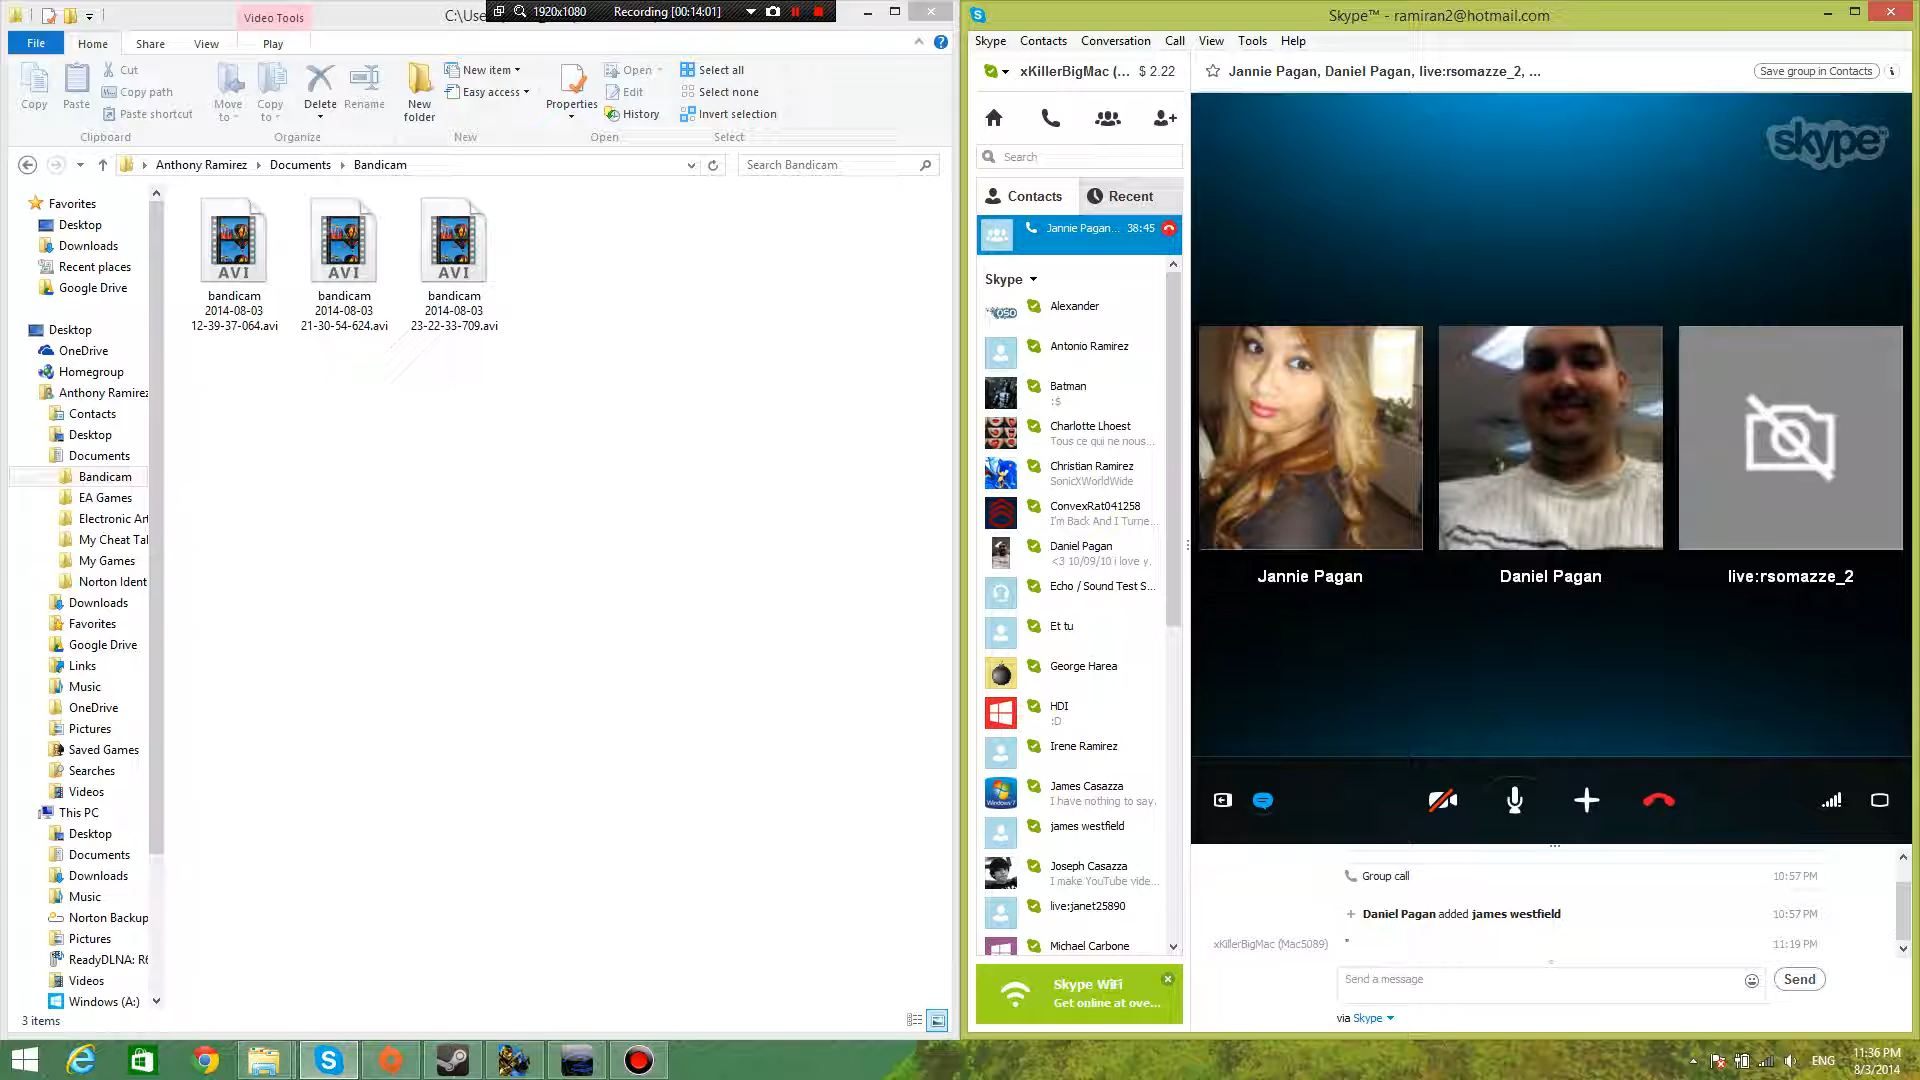 Video Tools
C:\Use
1920x1080
Recording [00:14:01]
File
Home
Share
View
Play
Copy
Paste
Cut
Copy path
Paste shortcut
Clipboard
Move to
Copy to
Delete
Rename
Organize
New folder
New item
Easy access
New
Properties
Open
Edit
History
Open
Select all
Select none
Invert selection
Select
Anthony Ramirez
Documents
Bandicam
Search Bandicam
Favorites
Desktop
Downloads
Recent places
Google Drive
Desktop
OneDrive
Homegroup
Anthony Ramirez
Contacts
Desktop
Documents
Bandicam
EA Games
Electronic Art
My Cheat Tal
My Games
Norton Ident
Downloads
Favorites
Google Drive
Links
Music
OneDrive
Pictures
Saved Games
Searches
Videos
This PC
Desktop
Documents
Downloads
Music
Norton Backup
Pictures
ReadyDLNA: R6
Videos
Windows (A:)
3 items
AVI
bandicam
2014-08-03
12-39-37-064.avi
AVI
bandicam
2014-08-03
21-30-54-624.avi
AVI
bandicam
2014-08-03
23-22-33-709.avi
Skype™ - ramiran2@hotmail.com
Skype
Contacts
Conversation
Call
View
Tools
Help
xKillerBigMac (...
$ 2.22
Search
Contacts
Recent
Jannie Pagan...
38:45
Skype
Alexander
Antonio Ramirez
Batman
:$
Charlotte Lhoest
Tous ce qui ne nous...
Christian Ramirez
SonicXWorldWide
ConvexRat041258
I'm Back And I Turne...
Daniel Pagan
<3 10/09/10 i love y.
Echo / Sound Test S...
Et tu
George Harea
HDI
:D
Irene Ramirez
James Casazza
I have nothing to say.
james westfield
Joseph Casazza
I make YouTube vide...
live:janet25890
Michael Carbone
Skype WiFi
Get online at ove...
Jannie Pagan, Daniel Pagan, live:rsomazze_2, ...
Save group in Contacts
skype
Jannie Pagan
Daniel Pagan
live:rsomazze_2
Group call
10:57 PM
Daniel Pagan added james westfield
10:57 PM
xKillerBigMac (Mac5089)
"
11:19 PM
Send a message
Send
via Skype
ENG
11:36 PM
8/3/2014